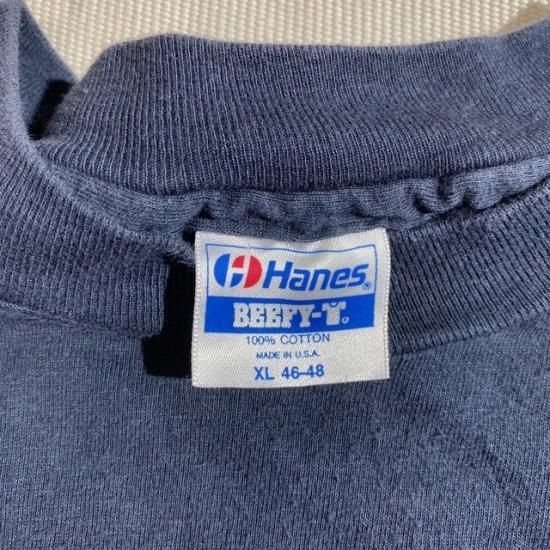 Hanes®
BEEFY-T®
100% COTTON
MADE IN U.S.A.
XL 46-48